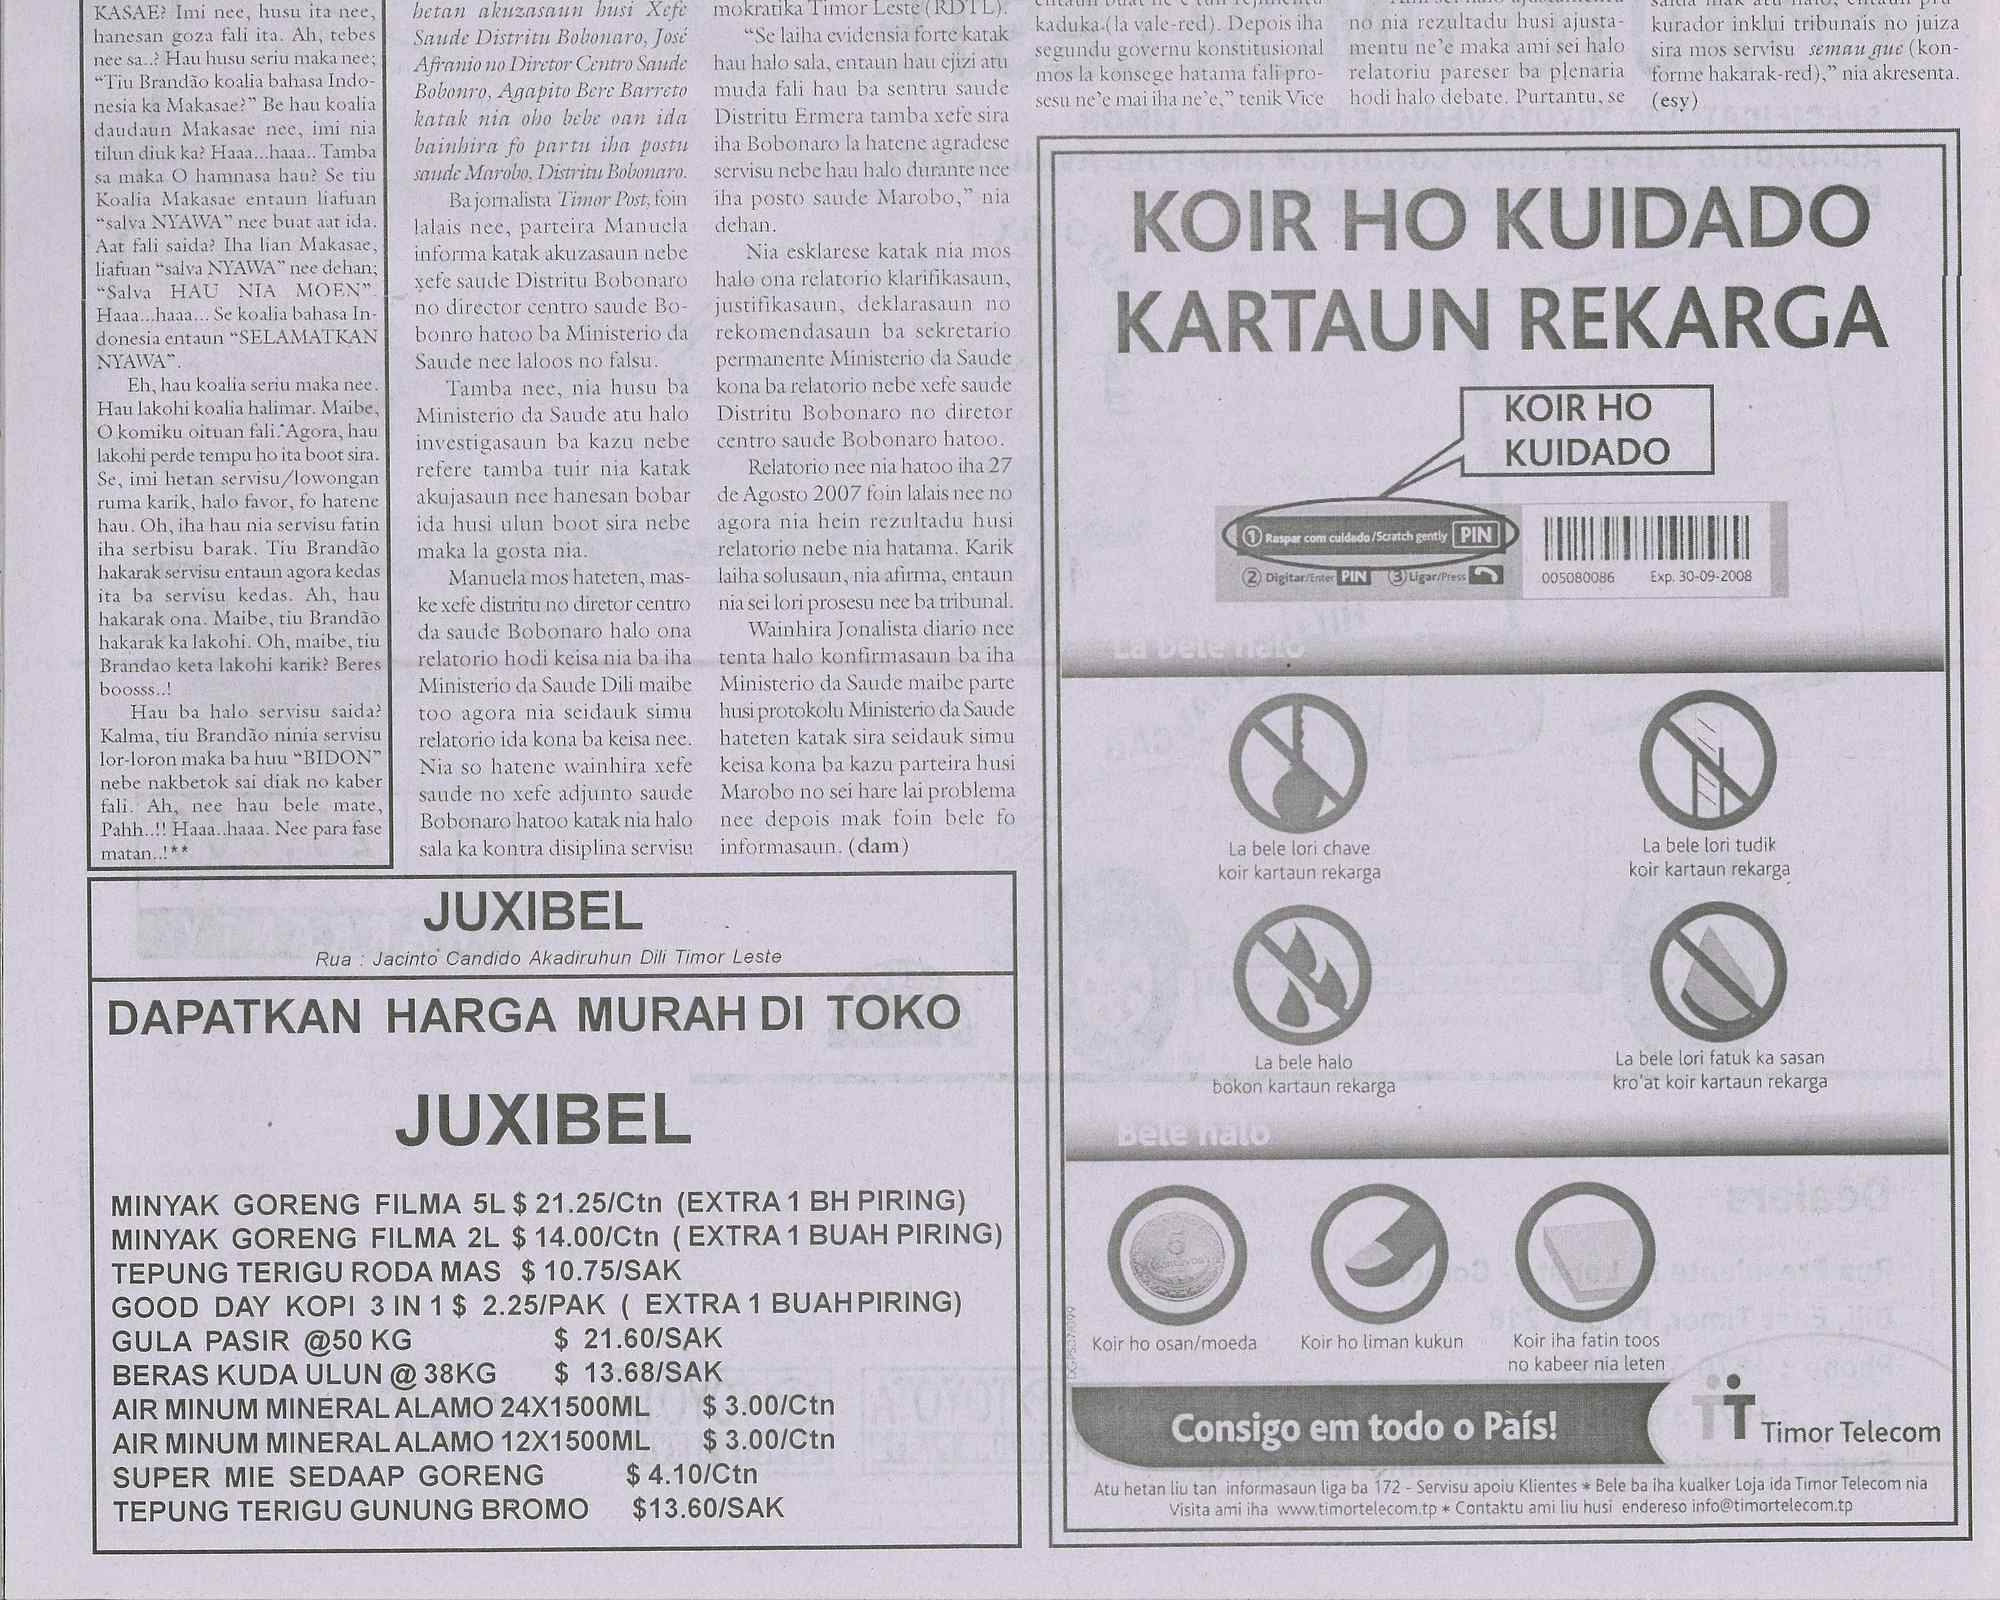 KASAE? Imi nee, husu ita nee,
hanesan goza fali ita. Ah, tebes
nee sa..? Hau husu seriu maka nee;
“Tiu Brandão koalia bahasa Indo-
nesia ka Makasae?” Be hau koalia
daudaun Makasae nee, imi nia
tilun diuk ka? Haaa...haaa.. Tamba
sa maka O hamnasa hau? Se tiu
Koalia Makasae entaun liafuan
“salva NYAWA” nee buat aat ida.
Aat fali saida? Iha lian Makasae,
liafuan “salva NYAWA” nee dehan;
“Salva HAU NIA MOEN”.
Haaa...haaa... Se koalia bahasa In-
donesia entaun “SELAMATKAN
NYAWA”.
Eh, hau koalia seriu maka nee.
Hau lakohi koalia halimar. Maibe,
O komiku oituan fali. Agora, hau
lakohi perde tempu ho ita boot sira.
Se, imi hetan servisu/lowongan
ruma karik, halo favor, fo hatene
hau. Oh, iha hau nia servisu fatin
iha serbisu barak. Tiu Brandão
hakarak servisu entaun agora kedas
ita ba servisu kedas. Ah, hau
hakarak ona. Maibe, tiu Brandão
hakarak ka lakohi. Oh, maibe, tiu
Brandao keta lakohi karik? Beres
boosss..!
Hau ba halo servisu saida?
Kalma, tiu Brandão ninia servisu
lor-loron maka ba huu “BIDON”
nebe nakbetok sai diak no kaber
fali. Ah, nee hau bele mate,
Pahh..!! Haaa..haaa. Nee para fase
matan..!**
hetan akuzasaun husi Xefe
Saude Distritu Bobonaro, José
Afranio no Diretor Centro Saude
Bobonro, Agapito Bere Barreto
katak nia oho bebe oan ida
bainhira fo partu iha postu
saude Marobo, Distritu Bobonaro.
Ba jornalista Timor Post, foin
lalais nee, parteira Manuela
informa katak akuzasaun nebe
xefe saude Distritu Bobonaro
no director centro saude Bo-
bonro hatoo ba Ministerio da
Saude nee laloos no falsu.
Tamba nee, nia husu ba
Ministerio da Saude atu halo
investigasaun ba kazu nebe
refere tamba tuir nia katak
akujasaun nee hanesan bobar
ida husi ulun boot sira nebe
maka la gosta nia.
Manuela mos hateten, mas-
ke xefe distritu no diretor centro
da saude Bobonaro halo ona
relatorio hodi keisa nia ba iha
Ministerio da Saude Dili maibe
too agora nia seidauk simu
relatorio ida kona ba keisa nee.
Nia so hatene wainhira xefe
saude no xefe adjunto saude
Bobonaro hatoo katak nia halo
sala ka kontra disiplina servisu
mokratika Timor Leste (RDTL).
“Se laiha evidensia forte katak
hau halo sala, entaun hau ejizi atu
muda fali hau ba sentru saude
Distritu Ermera tamba xefe sira
iha Bobonaro la hatene agradese
servisu nebe hau halo durante nee
iha posto saude Marobo,” nia
dehan.
Nia esklarese katak nia mos
halo ona relatorio klarifikasaun,
justifikasaun, deklarasaun no
rekomendasaun ba sekretario
permanente Ministerio da Saude
kona ba relatorio nebe xefe saude
Distritu Bobonaro no diretor
centro saude Bobonaro hatoo.
Relatorio nee nia hatoo iha 27
de Agosto 2007 foin lalais nee no
agora nia hein rezultadu husi
relatorio nebe nia hatama. Karik
laiha solusaun, nia afirma, entaun
nia sei lori prosesu nee ba tribunal.
Wainhira Jonalista diario nee
tenta halo konfirmasaun ba iha
Ministerio da Saude maibe parte
husi protokolu Ministerio da Saude
hateten katak sira seidauk simu
keisa kona ba kazu parteira husi
Marobo no sei hare lai problema
nee depois mak foin bele fo
informasaun. (dam)
kaduka (la vale-red). Depois iha
segundu governu konstitusional
mos la konsege hatama fali pro-
sesu ne’e mai iha ne’e,” tenik Vice
no nia rezultadu husi ajusta-
mentu ne’e maka ami sei halo
relatoriu pareser ba plenaria
hodi halo debate. Purtantu, se
kurador inklui tribunais no juiza
sira mos servisu semau gue (kon-
forme hakarak-red),” nia akresenta.
(esy)
JUXIBEL
Rua : Jacinto Candido Akadiruhun Dili Timor Leste
DAPATKAN HARGA MURAH DI TOKO
JUXIBEL
MINYAK GORENG FILMA 5L $ 21.25/Ctn (EXTRA 1 BH PIRING)
MINYAK GORENG FILMA 2L $ 14.00/Ctn ( EXTRA 1 BUAH PIRING)
TEPUNG TERIGU RODA MAS $ 10.75/SAK
GOOD DAY KOPI 3 IN 1 $ 2.25/PAK ( EXTRA 1 BUAH PIRING)
GULA PASIR @50 KG $ 21.60/SAK
BERAS KUDA ULUN @ 38KG $ 13.68/SAK
AIR MINUM MINERAL ALAMO 24X1500ML $ 3.00/Ctn
AIR MINUM MINERAL ALAMO 12X1500ML $ 3.00/Ctn
SUPER MIE SEDAAP GORENG $ 4.10/Ctn
TEPUNG TERIGU GUNUNG BROMO $13.60/SAK
KOIR HO KUIDADO
KARTAUN REKARGA
KOIR HO
KUIDADO
1 Raspar com cuidado/Scratch gently PIN
2 Digitar/Enter PIN 3 Ligar/Press
005080086 Exp. 30-09-2008
La bele halo
La bele lori chave
koir kartaun rekarga
La bele lori tudik
koir kartaun rekarga
La bele halo
bokon kartaun rekarga
La bele lori fatuk ka sasan
kro’at koir kartaun rekarga
Bele halo
Koir ho osan/moeda
Koir ho liman kukun
Koir iha fatin toos
no kabeer nia leten
Consigo em todo o País!
Timor Telecom
Atu hetan liu tan informasaun liga ba 172 - Servisu apoiu Klientes * Bele ba iha kualker Loja ida Timor Telecom nia
Visita ami iha www.timortelecom.tp * Contaktu ami liu husi endereso info@timortelecom.tp